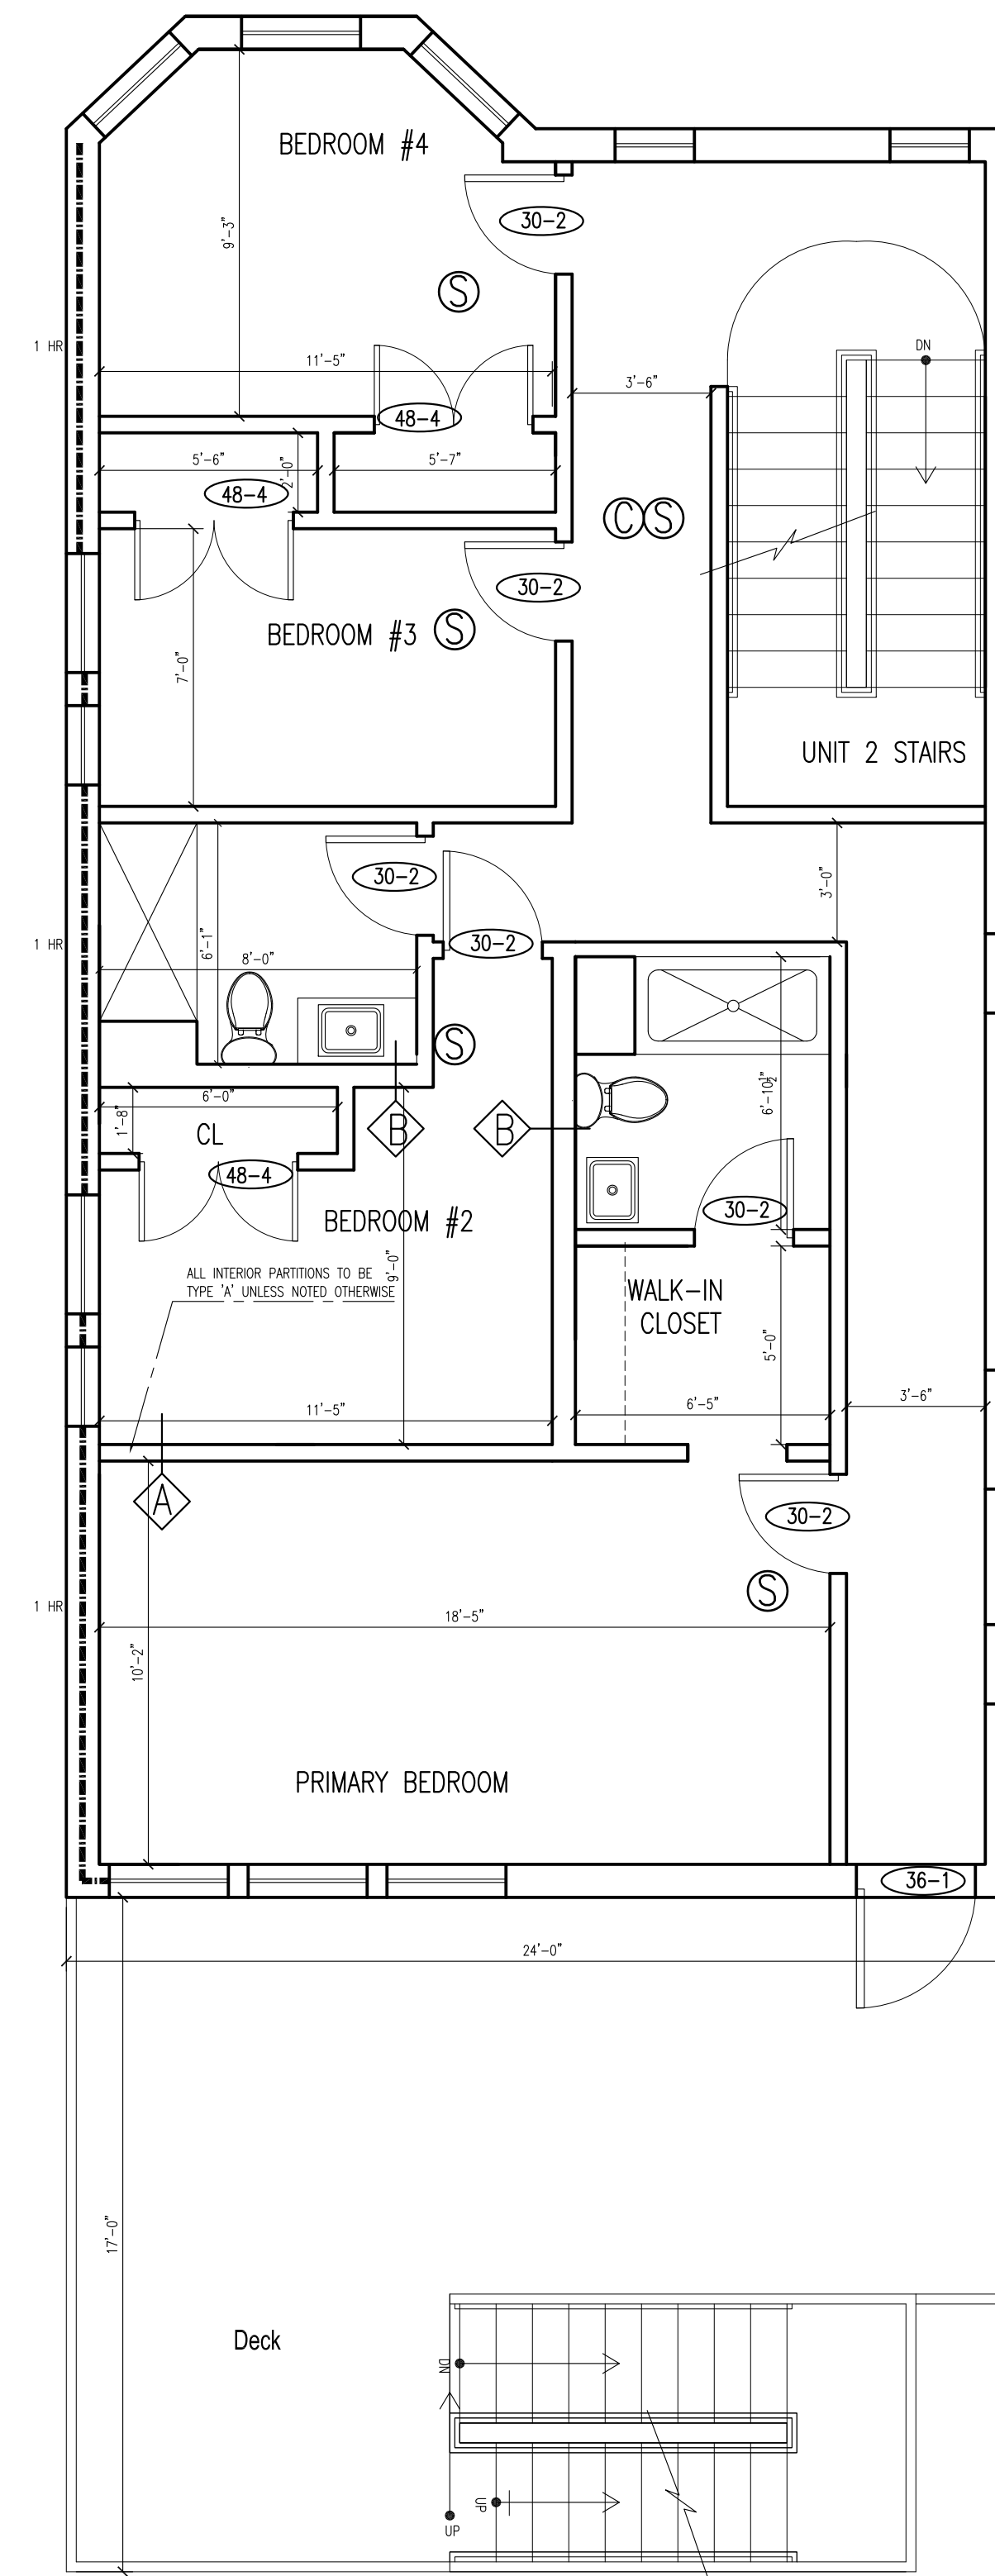 BEDROOM #4
30-2
9'-3"
S
1 HR
DN
11'-5"
3'-6"
48-4
5'-6"
2'-0"
5'-7"
48-4
C S
30-2
BEDROOM #3
S
7'-0"
UNIT 2 STAIRS
30-2
3'-0"
1 HR
6'-1"
30-2
8'-0"
S
6'-10½"
6'-0"
1'-8"
CL
B
B
48-4
30-2
BEDROOM #2
9'-0"
ALL INTERIOR PARTITIONS TO BE
TYPE 'A' UNLESS NOTED OTHERWISE
WALK-IN
CLOSET
5'-0"
11'-5"
6'-5"
3'-6"
A
30-2
S
1 HR
18'-5"
10'-2"
PRIMARY BEDROOM
36-1
24'-0"
17'-0"
Deck
DN
UP
UP